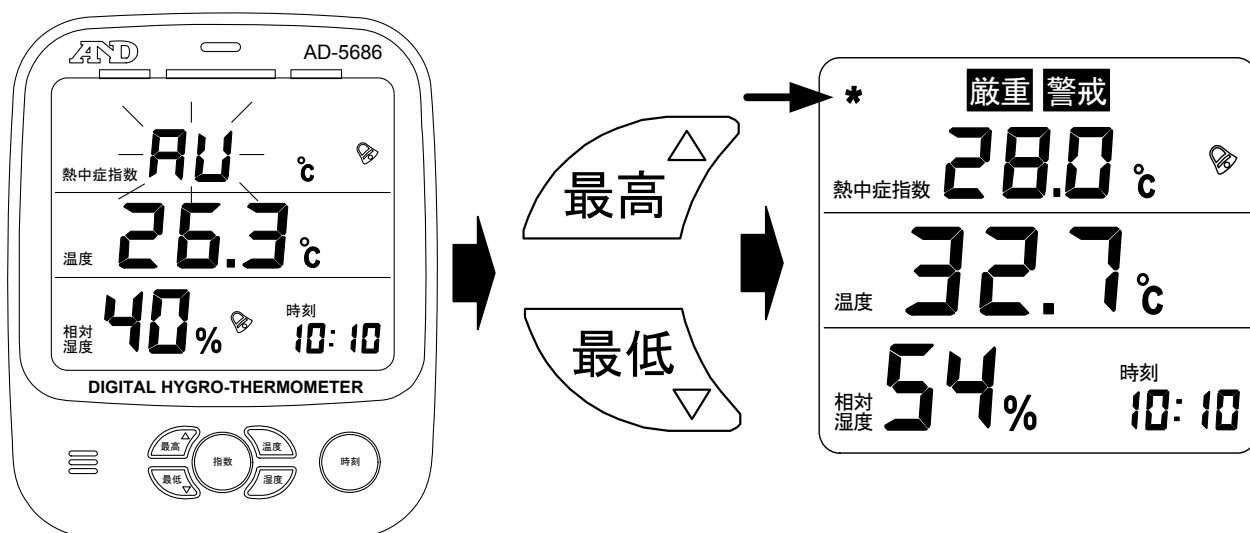 AND AD-5686
AU ℃
熱中症指数
温度 26.3 ℃
相対湿度 40% 時刻 10:10
DIGITAL HYGRO-THERMOMETER
最高 △
最低 ▽
指数
温度
湿度
時刻
最高 △
最低 ▽
* 厳重 警戒
熱中症指数 28.0 ℃
温度 32.7 ℃
相対湿度 54% 時刻 10:10